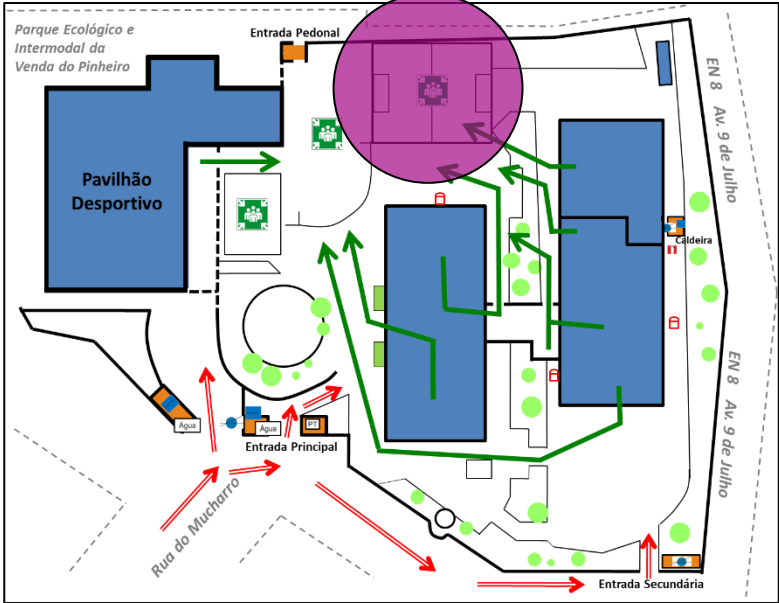 Parque Ecológico e
Intermodal da
Venda do Pinheiro
Entrada Pedonal
EN 8 Av. 9 de Julho
Pavilhão
Desportivo
Caldeira
EN 8 Av. 9 de Julho
Água
Água
PT
Entrada Principal
Rua do Mucharro
Entrada Secundária